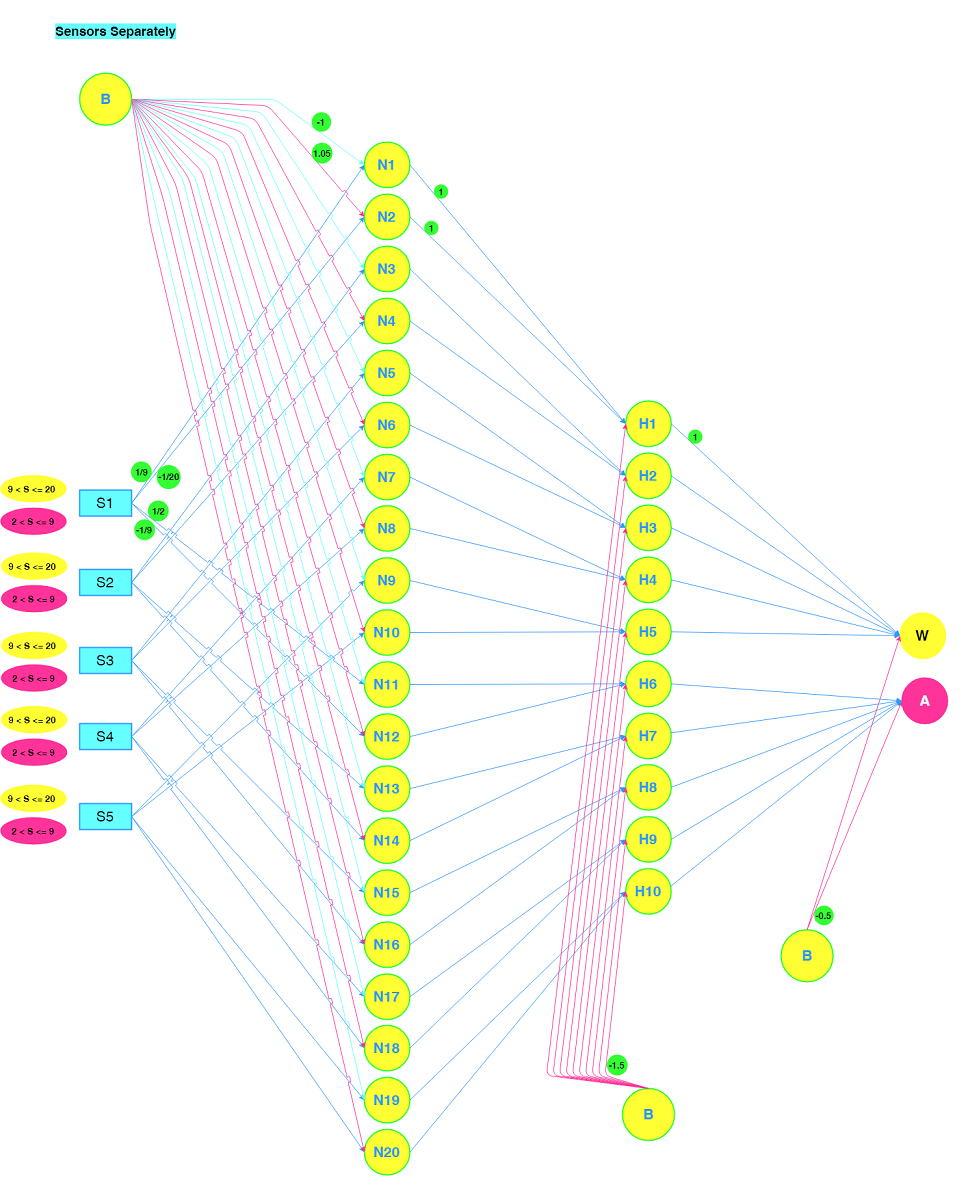 Sensors Separately
B
-1
1.05
N1
1
N2
1
N3
N4
N5
N6
H1
1
1/9
-1/20
N7
H2
9 < S <= 20
S1
2 < S <= 9
1/2
-1/9
N8
H3
9 < S <= 20
S2
2 < S <= 9
N9
H4
N10
H5
W
9 < S <= 20
S3
2 < S <= 9
N11
H6
A
9 < S <= 20
S4
2 < S <= 9
N12
H7
N13
H8
9 < S <= 20
S5
2 < S <= 9
N14
H9
N15
H10
-0.5
N16
B
N17
N18
-1.5
N19
B
N20